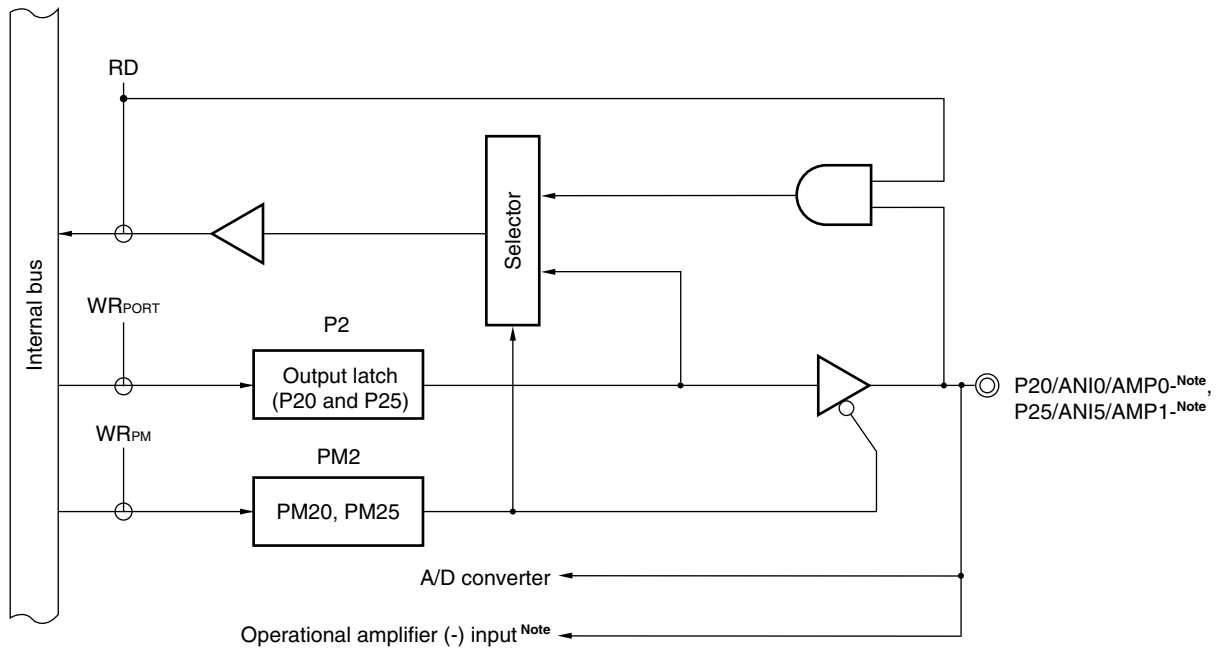 RD
Internal bus
Selector
WRPORT
P2
Output latch
(P20 and P25)
P20/ANI0/AMP0-Note,
P25/ANI5/AMP1-Note
WRPM
PM2
PM20, PM25
A/D converter
Operational amplifier (-) input Note